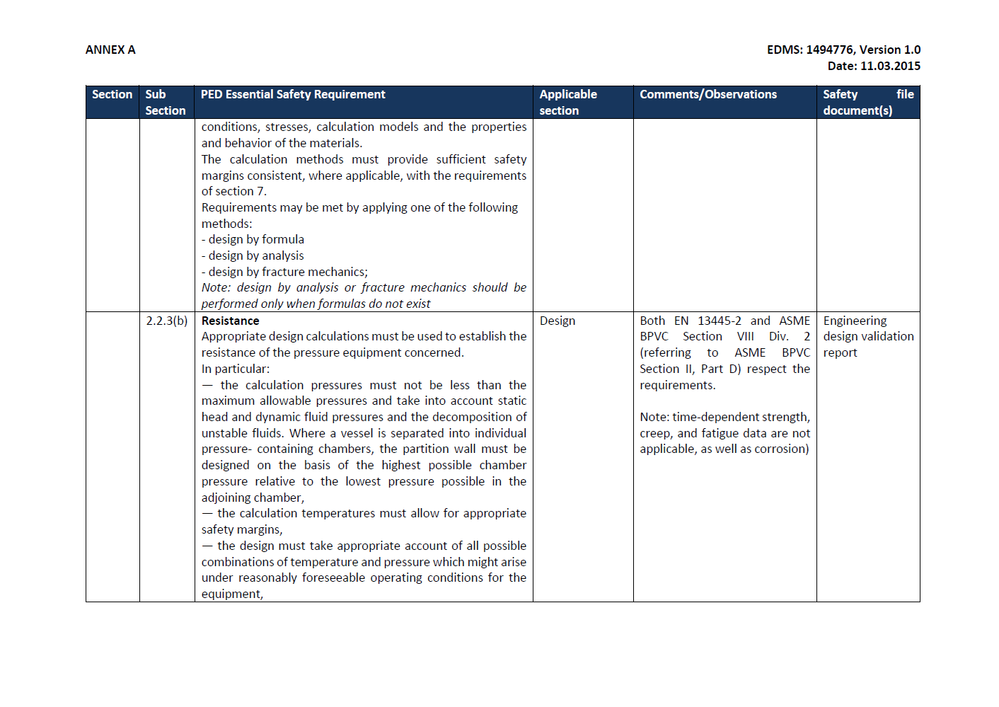 ANNEX A
EDMS: 1494776, Version 1.0
Date: 11.03.2015
Section
Sub
Section
PED Essential Safety Requirement
Applicable
section
Comments/Observations
Safety file
document(s)
conditions, stresses, calculation models and the properties
and behavior of the materials.
The calculation methods must provide sufficient safety
margins consistent, where applicable, with the requirements
of section 7.
Requirements may be met by applying one of the following
methods:
- design by formula
- design by analysis
- design by fracture mechanics;
Note: design by analysis or fracture mechanics should be
performed only when formulas do not exist
2.2.3(b)
Resistance
Appropriate design calculations must be used to establish the
resistance of the pressure equipment concerned.
In particular:
— the calculation pressures must not be less than the
maximum allowable pressures and take into account static
head and dynamic fluid pressures and the decomposition of
unstable fluids. Where a vessel is separated into individual
pressure- containing chambers, the partition wall must be
designed on the basis of the highest possible chamber
pressure relative to the lowest pressure possible in the
adjoining chamber,
— the calculation temperatures must allow for appropriate
safety margins,
— the design must take appropriate account of all possible
combinations of temperature and pressure which might arise
under reasonably foreseeable operating conditions for the
equipment,
Design
Both EN 13445-2 and ASME
BPVC Section VIII Div. 2
(referring to ASME BPVC
Section II, Part D) respect the
requirements.
Note: time-dependent strength,
creep, and fatigue data are not
applicable, as well as corrosion)
Engineering
design validation
report